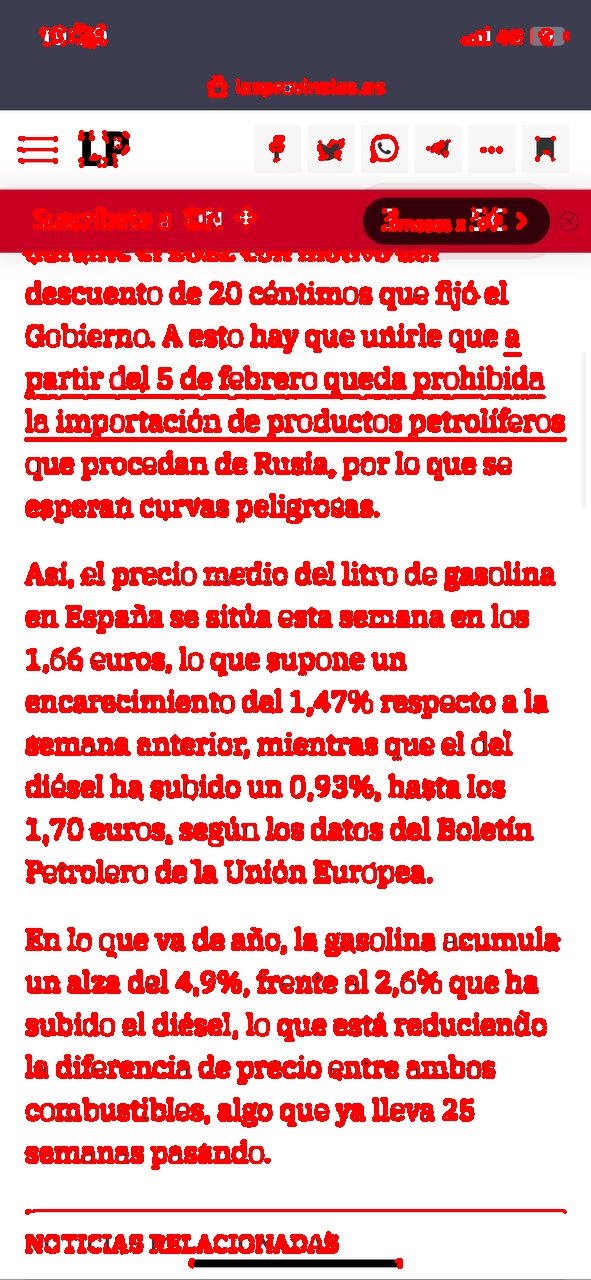 lasprovincias.es
LP
durante el 2022 con motivo del
descuento de 20 céntimos que fijó el
Gobierno. A esto hay que unirle que a
partir del 5 de febrero queda prohibida
la importación de productos petrolíferos
que procedan de Rusia, por lo que se
esperan curvas peligrosas.
Así, el precio medio del litro de gasolina
en España se sitúa esta semana en los
1,66 euros, lo que supone un
encarecimiento del 1,47% respecto a la
semana anterior, mientras que el del
diésel ha subido un 0,93%, hasta los
1,70 euros, según los datos del Boletín
Petrolero de la Unión Europea.
En lo que va de año, la gasolina acumula
un alza del 4,9%, frente al 2,6% que ha
subido el diésel, lo que está reduciendo
la diferencia de precio entre ambos
combustibles, algo que ya lleva 25
semanas pasando.
NOTICIAS RELACIONADAS